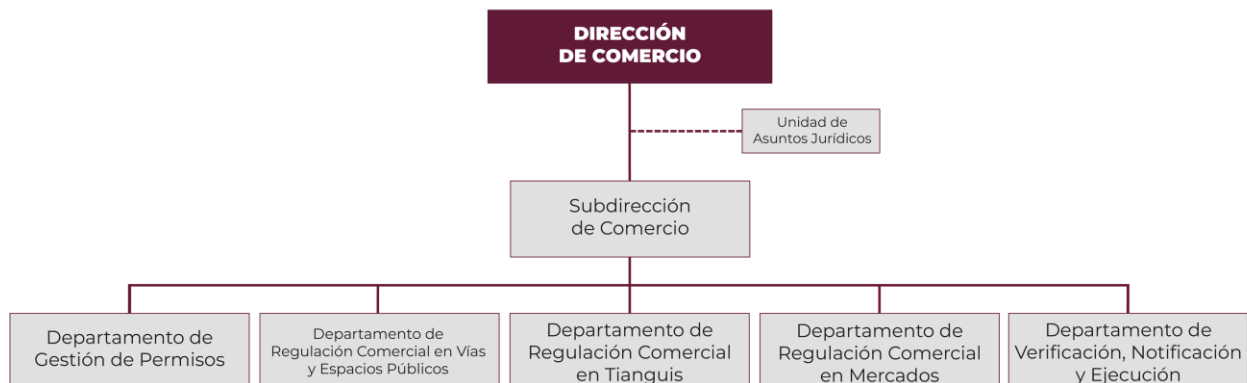 DIRECCIÓN
DE COMERCIO
Unidad de
Asuntos Jurídicos
Subdirección
de Comercio
Departamento de
Gestión de Permisos
Departamento de
Regulación Comercial en Vías
y Espacios Públicos
Departamento de
Regulación Comercial
en Tianguis
Departamento de
Regulación Comercial
en Mercados
Departamento de
Verificación, Notificación
y Ejecución